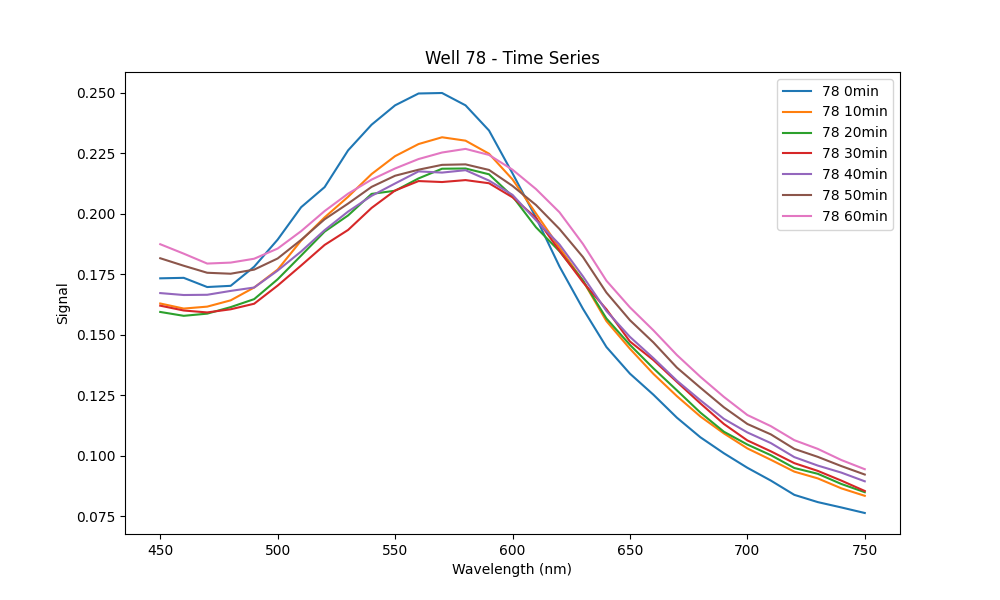 Well 78 - Time Series
78 0min
78 10min
78 20min
78 30min
78 40min
78 50min
78 60min
0.250
0.225
0.200
0.175
0.150
0.125
0.100
0.075
Signal
450 500 550 600 650 700 750
Wavelength (nm)